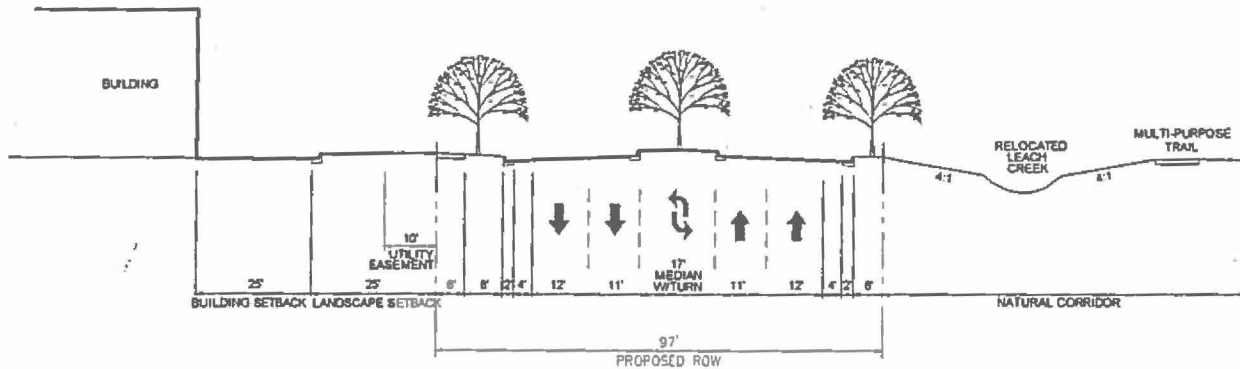 BUILDING
RELOCATED
LEACH
CREEK
MULTI-PURPOSE
TRAIL
4:1
4:1
10'
UTILITY
EASEMENT
17'
MEDIAN
W/TURN
25' 25' 6' 8' 2' 4' 12' 11' 11' 12' 4' 2'
BUILDING SETBACK LANDSCAPE SETBACK
NATURAL CORRIDOR
97'
PROPOSED ROW